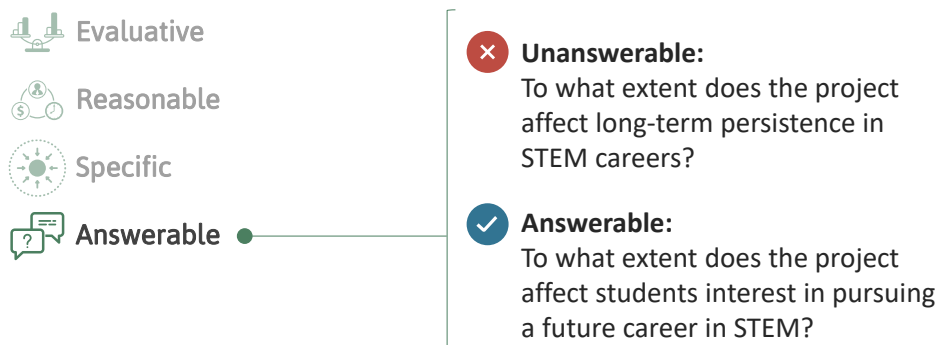 Evaluative
Reasonable
$
Specific
?
Answerable
Unanswerable:
To what extent does the project
affect long-term persistence in
STEM careers?
Answerable:
To what extent does the project
affect students interest in pursuing
a future career in STEM?